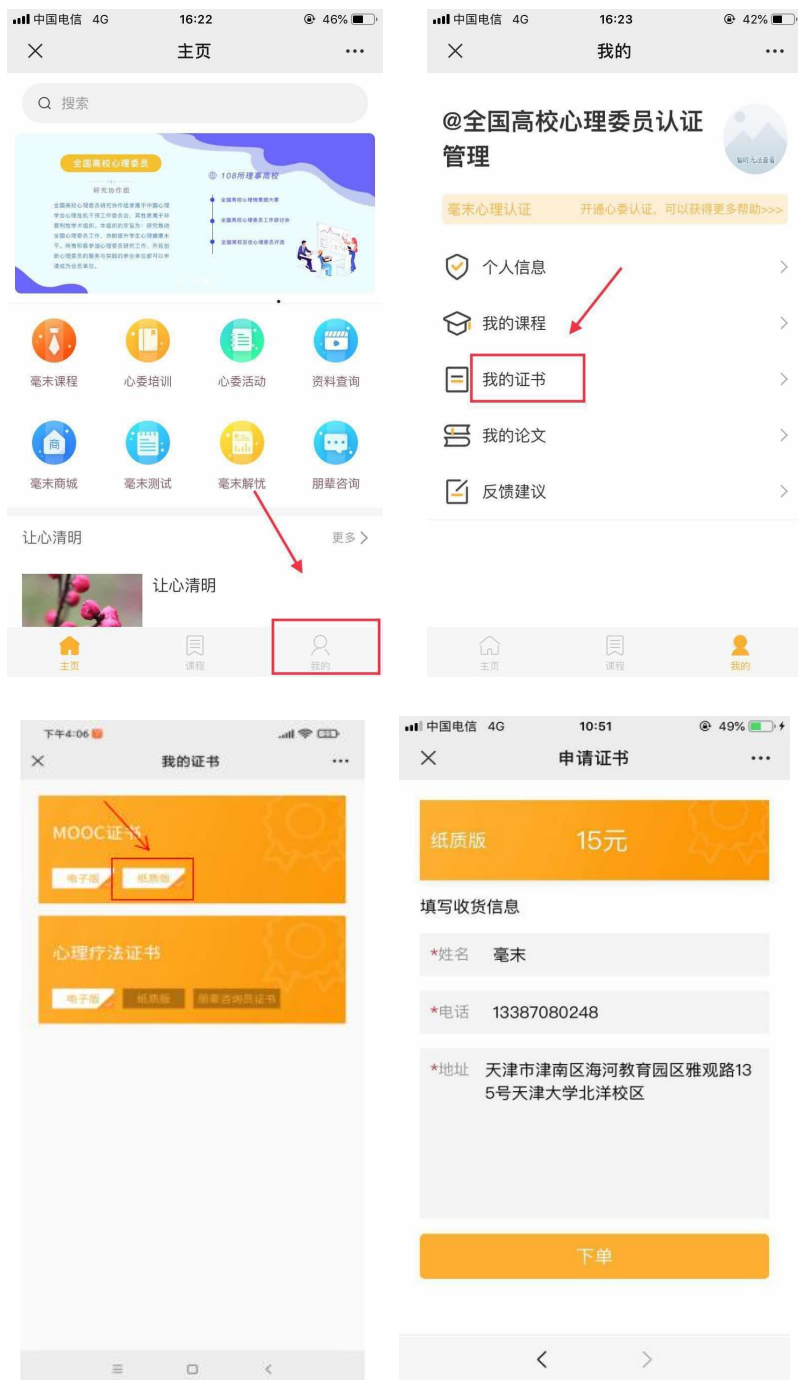 中国电信 4G 16:22 46%
主页
搜索
全国高校心理委员
研究协作组
108所理事高校
毫末课程 心委培训 心委活动 资料查询
商
毫末商城 毫末测试 毫末解忧 朋辈咨询
让心清明 更多
让心清明
主页 课程 我的
中国电信 4G 16:23 42%
我的
@全国高校心理委员认证
管理
暂时无法查看
毫末心理认证 开通心委认证，可以获得更多帮助>>>
个人信息
我的课程
我的证书
我的论文
反馈建议
主页 课程 我的
下午4:06
我的证书
MOOC证书
电子版 纸质版
心理疗法证书
电子版 纸质版 朋辈咨询员证书
中国电信 4G 10:51 49%
申请证书
纸质版 15元
填写收货信息
*姓名 毫末
*电话 13387080248
*地址 天津市津南区海河教育园区雅观路13
5号天津大学北洋校区
下单